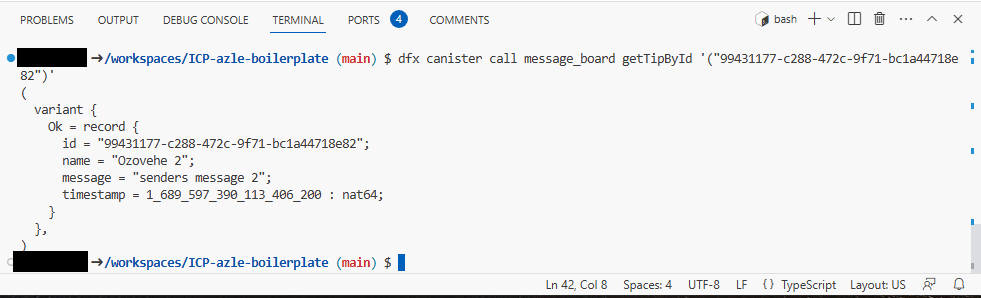 PROBLEMS OUTPUT DEBUG CONSOLE TERMINAL PORTS 4 COMMENTS bash
/workspaces/ICP-azle-boilerplate (main) $ dfx canister call message_board getTipById '("99431177-c288-472c-9f71-bc1a44718e
82")'
(
variant {
Ok = record {
id = "99431177-c288-472c-9f71-bc1a44718e82";
name = "Ozovehe 2";
message = "senders message 2";
timestamp = 1_689_597_390_113_406_200 : nat64;
}
},
)
/workspaces/ICP-azle-boilerplate (main) $
Ln 42, Col 8 Spaces: 4 UTF-8 LF {} TypeScript Layout: US